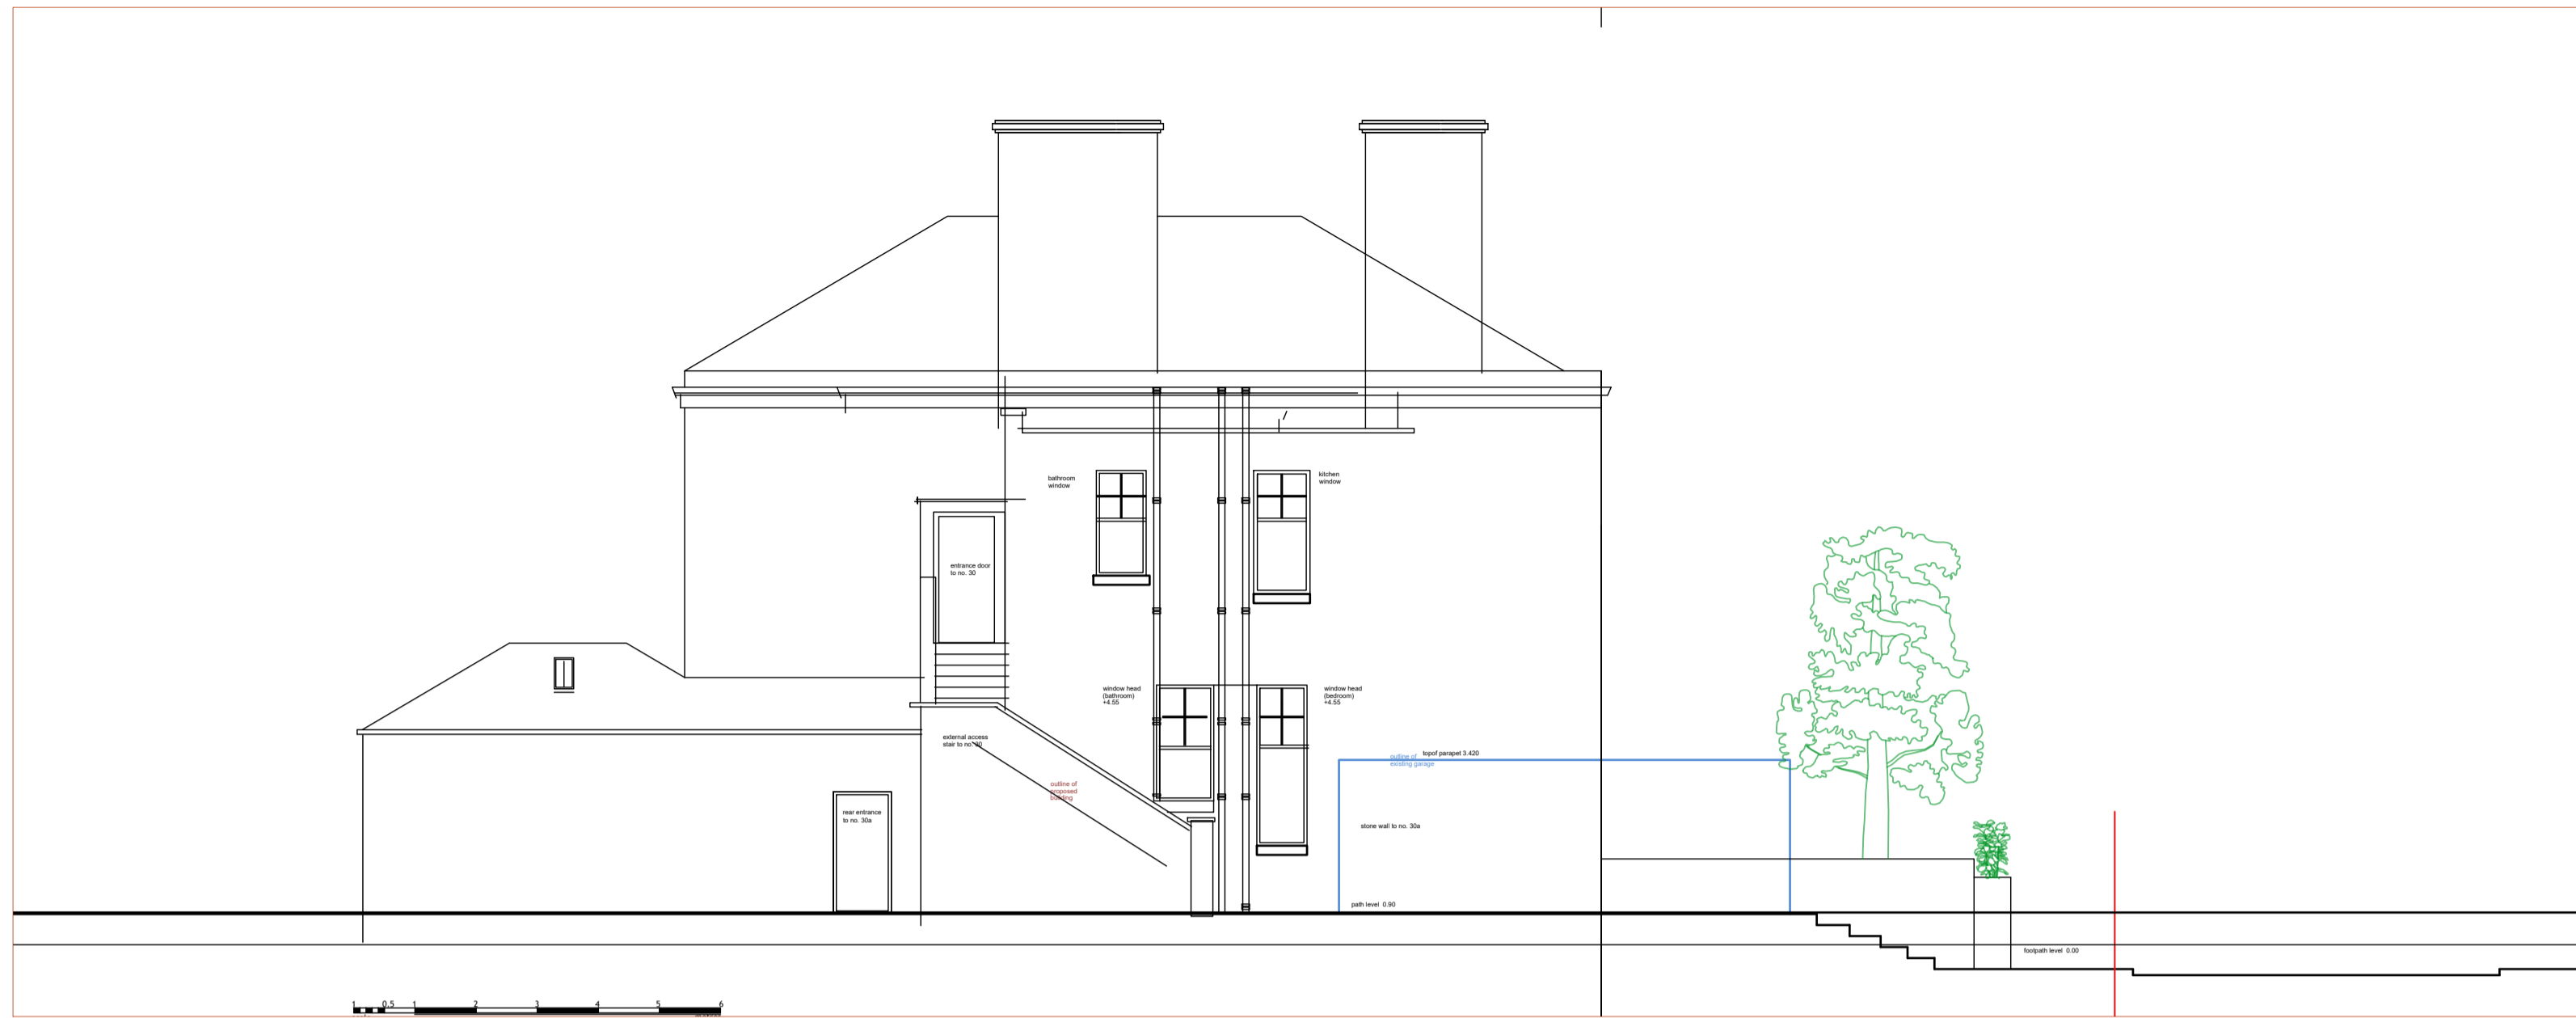 bathroom
window
kitchen
window
entrance door
to no. 30
window head
(bathroom)
+4.55
window head
(bedroom)
+4.55
external access
stair to no. 30
outline of
existing garage
topof parapet 3.420
outline of
proposed
building
rear entrance
to no. 30a
stone wall to no. 30a
path level 0.90
footpath level 0.00
1 0.5 1 2 3 4 5 6